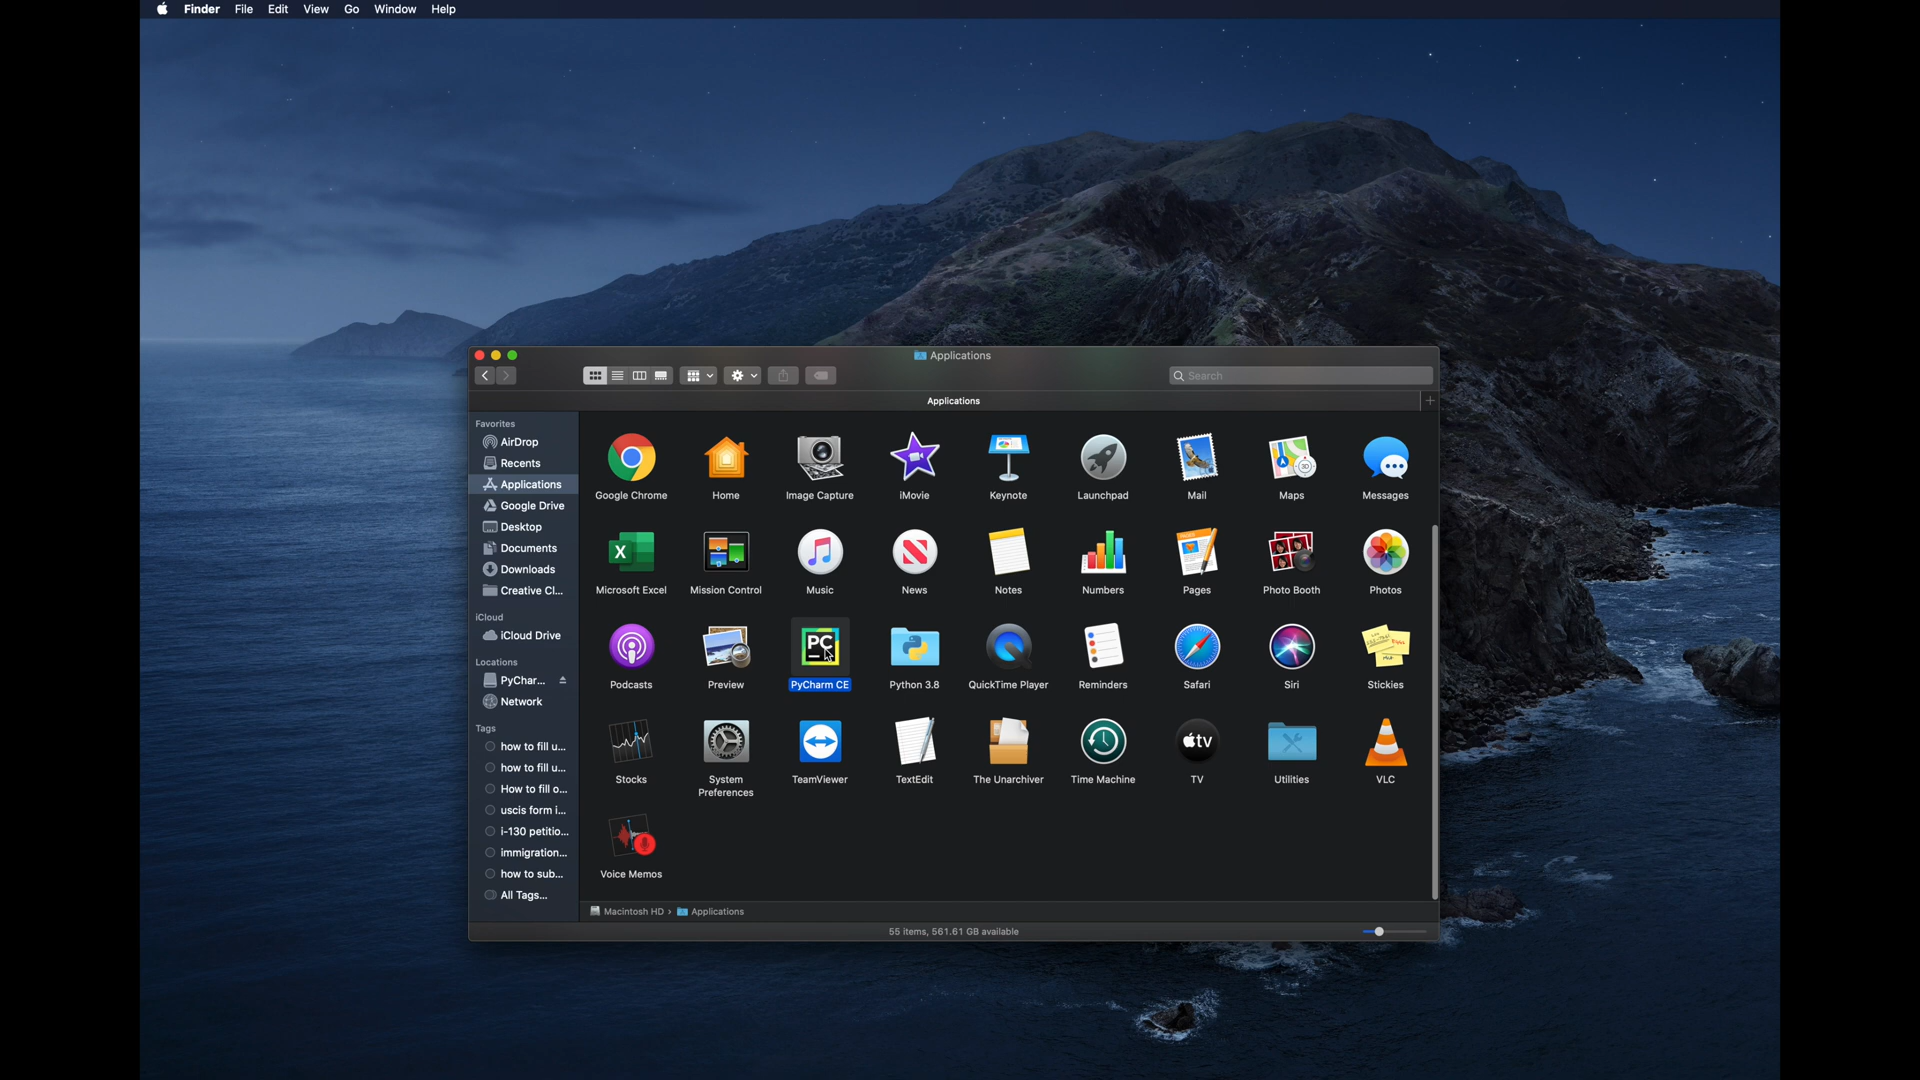 Finder File Edit View Go Window Help
Applications
Search
Applications
Favorites
AirDrop
Recents
Applications
Google Drive
Desktop
Documents
Downloads
Creative Cl...
iCloud
iCloud Drive
Locations
PyChar...
Network
Tags
how to fill u...
how to fill u...
How to fill o...
uscis form i...
i-130 petitio...
immigration...
how to sub...
All Tags...
Google Chrome Home Image Capture iMovie Keynote Launchpad Mail Maps Messages
3D
X
Microsoft Excel Mission Control Music News Notes Numbers Pages Photo Booth Photos
PAGES
PC
Podcasts Preview PyCharm CE Python 3.8 QuickTime Player Reminders Safari Siri Stickies
tv
Stocks System Preferences TeamViewer TextEdit The Unarchiver Time Machine TV Utilities VLC
Voice Memos
Macintosh HD › Applications
55 items, 561.61 GB available